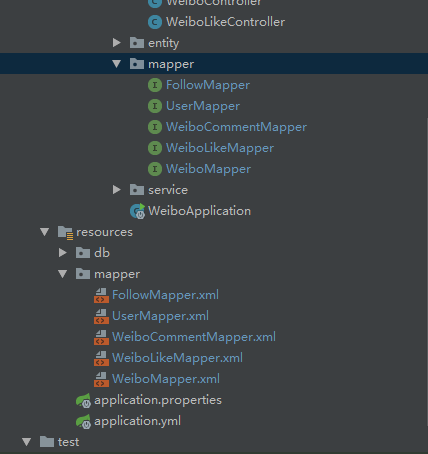 WeiboController
WeiboLikeController
entity
mapper
FollowMapper
UserMapper
WeiboCommentMapper
WeiboLikeMapper
WeiboMapper
service
WeiboApplication
resources
db
mapper
FollowMapper.xml
UserMapper.xml
WeiboCommentMapper.xml
WeiboLikeMapper.xml
WeiboMapper.xml
application.properties
application.yml
test